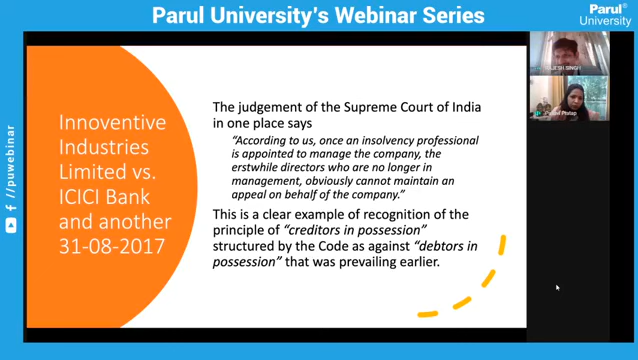 Parul University's Webinar Series
Parul®
University
/puwebinar
Innoventive
Industries
Limited vs.
ICICI Bank
and another
31-08-2017
The judgement of the Supreme Court of India
in one place says
"According to us, once an insolvency professional
is appointed to manage the company, the
erstwhile directors who are no longer in
management, obviously cannot maintain an
appeal on behalf of the company."
This is a clear example of recognition of the
principle of "creditors in possession"
structured by the Code as against "debtors in
possession" that was prevailing earlier.
SINGH
Pratap